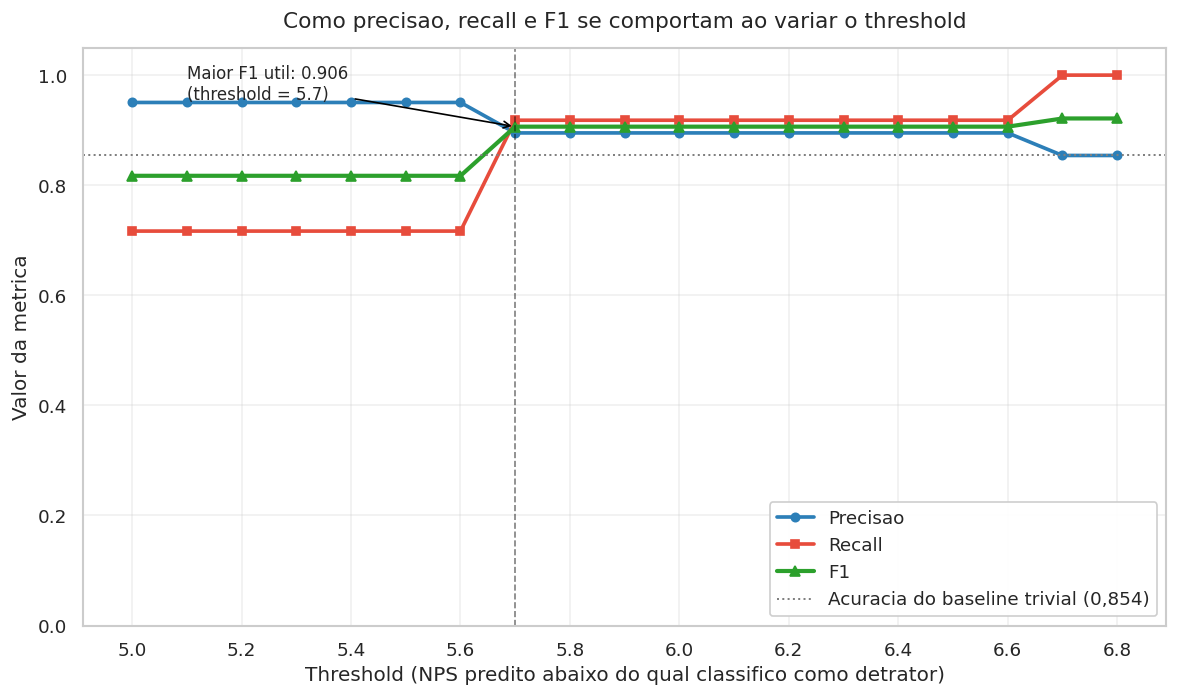 Como precisao, recall e F1 se comportam ao variar o threshold
Maior F1 util: 0.906
(threshold = 5.7)
1.0
0.8
0.6
0.4
0.2
0.0
Valor da metrica
Precisao
Recall
F1
Acuracia do baseline trivial (0,854)
5.0 5.2 5.4 5.6 5.8 6.0 6.2 6.4 6.6 6.8
Threshold (NPS predito abaixo do qual classifico como detrator)